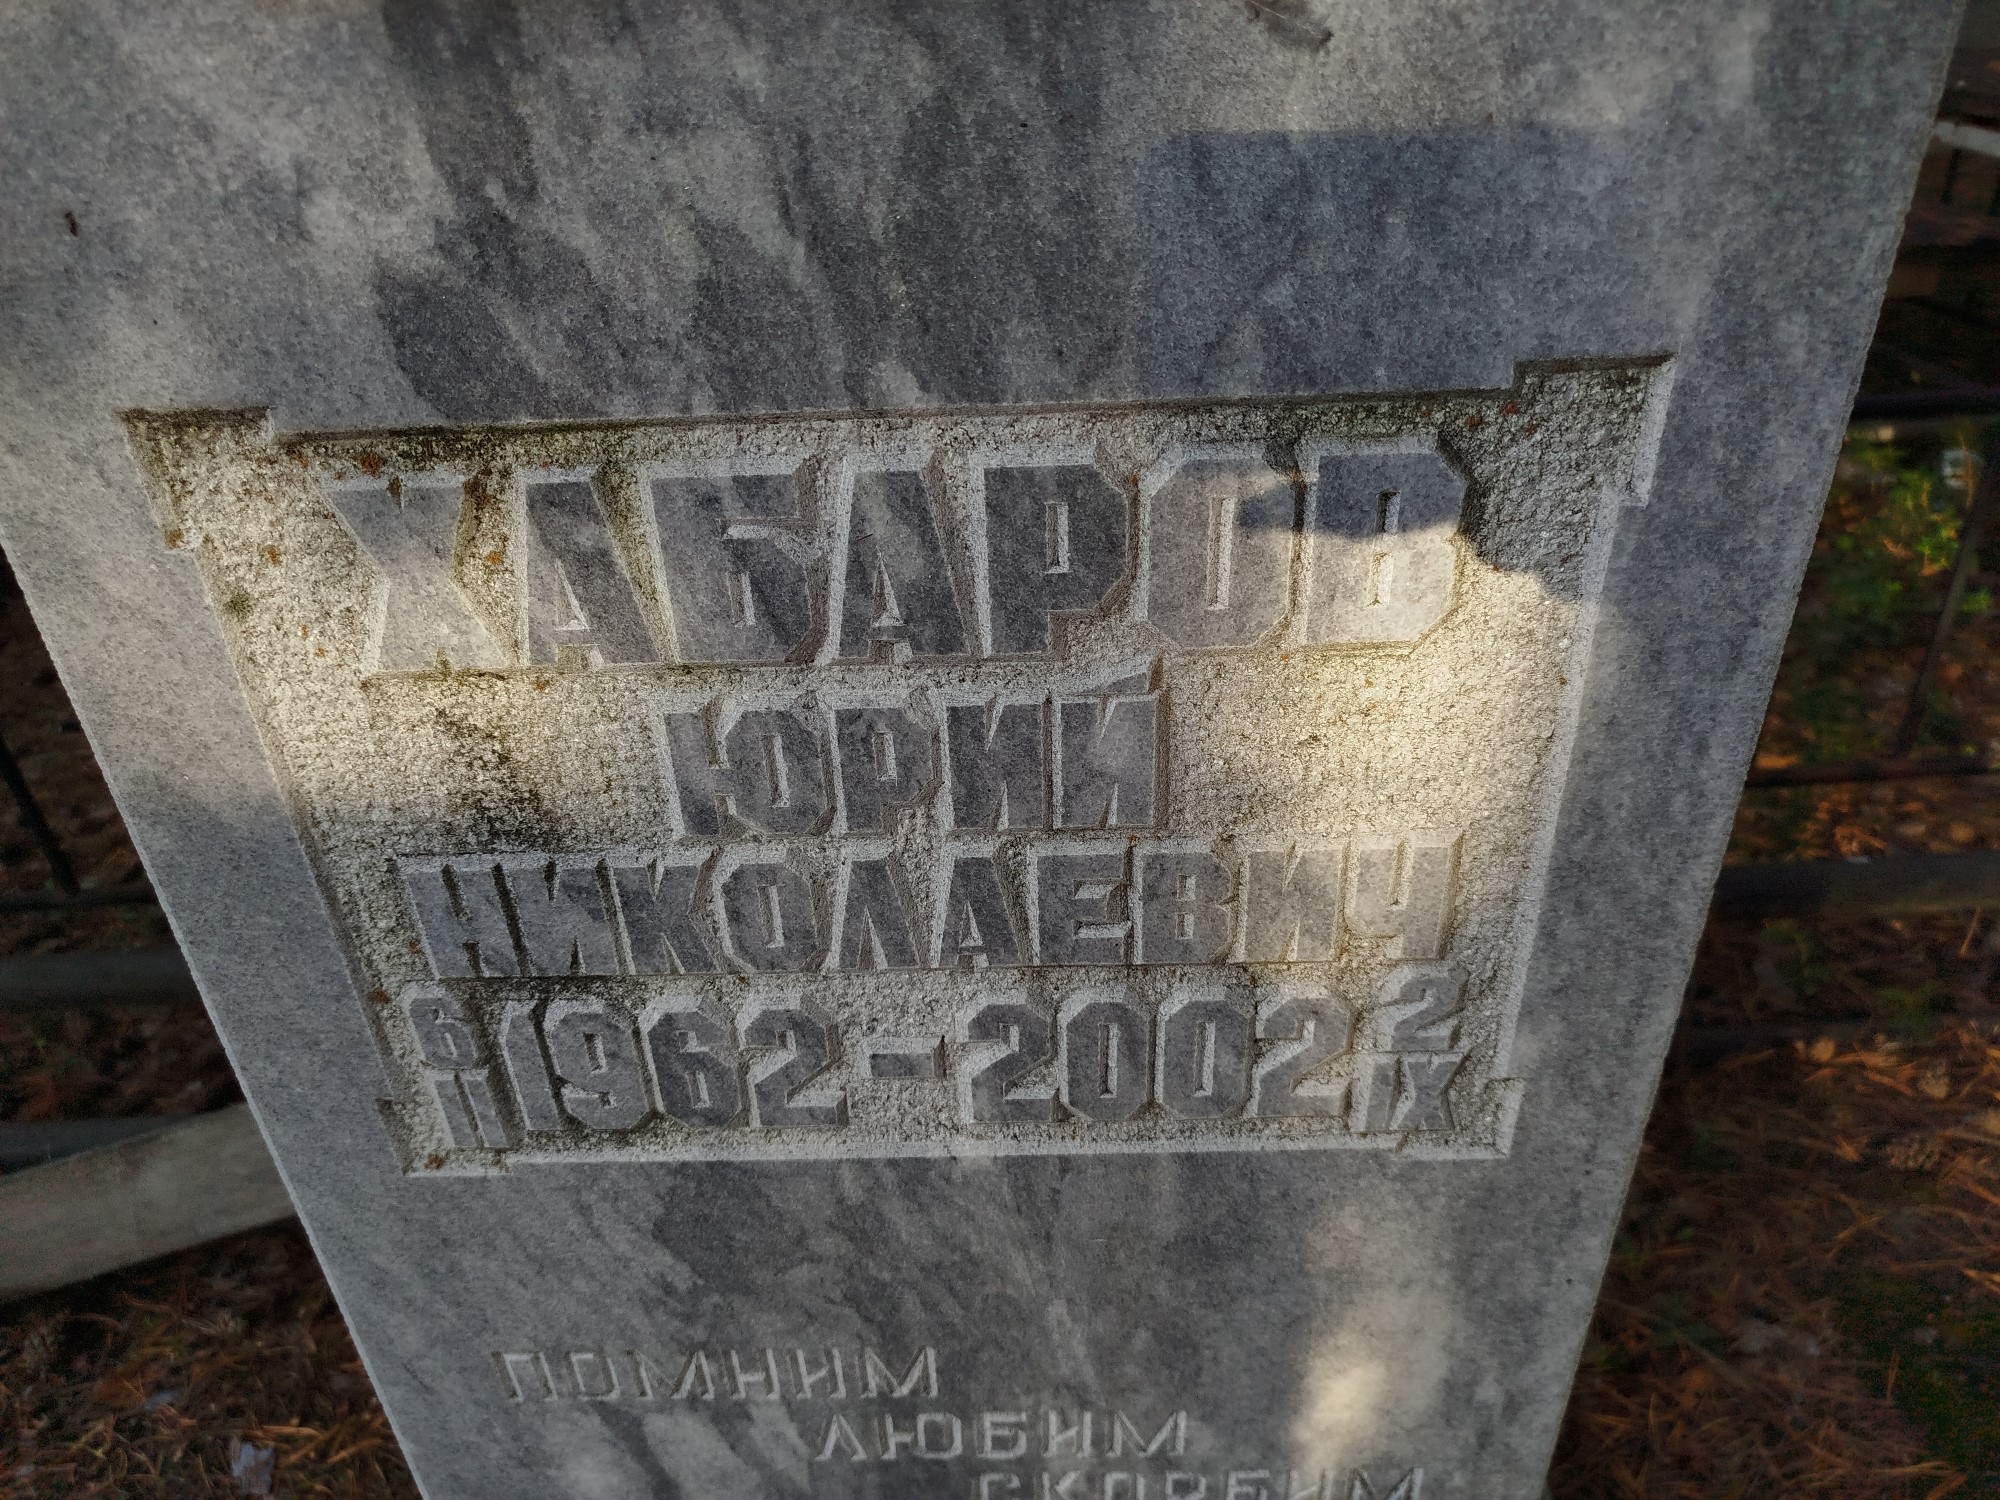 ХАБАРОВ
ЮРИЙ
НИКОЛАЕВИЧ
6/II 1962-2002 2/IX
ПОМНИМ
ЛЮБИМ
СКОРБИМ